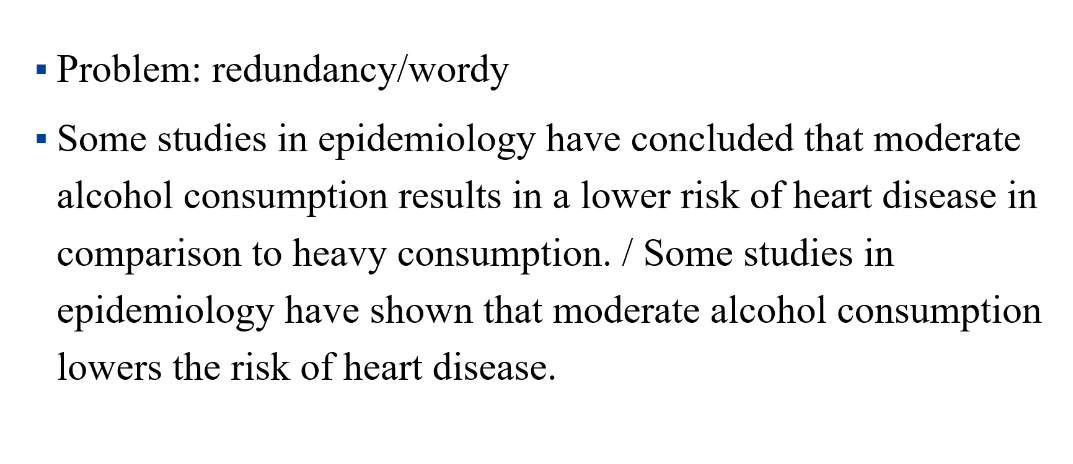 ▪ Problem: redundancy/wordy
▪ Some studies in epidemiology have concluded that moderate
alcohol consumption results in a lower risk of heart disease in
comparison to heavy consumption. / Some studies in
epidemiology have shown that moderate alcohol consumption
lowers the risk of heart disease.